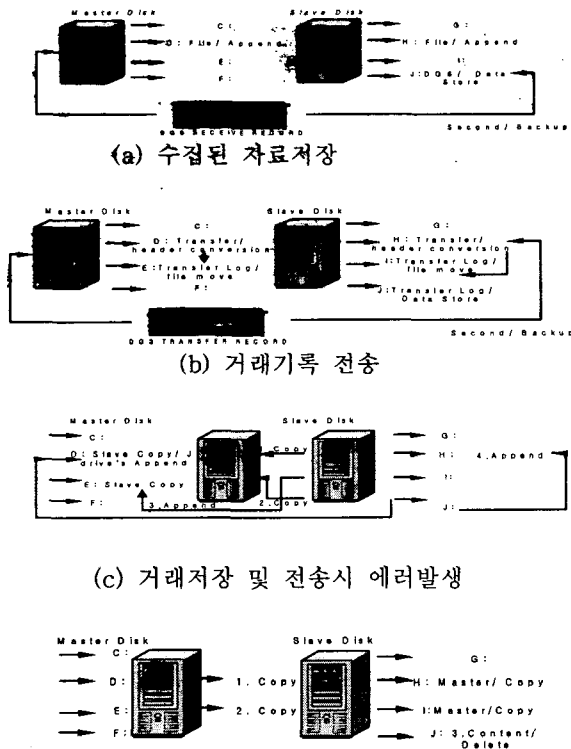 Master Disk
Slave Disk
C:
G:
D: File/ Append
H: File/ Append
E:
I:
F:
J:DQS/ Data
Store
DQS RECEIVE RECORD
Second/ Backup
(a) 수집된 자료저장
Master Disk
Slave Disk
C:
G:
D: Transfer/
header conversion
H: Transfer/
header conversion
E:Transfer Log/
file move
I:Transfer Log/
file move
F:
J:Transfer Log/
Data Store
TRANSFER RECORD
Second/ Backup
(b) 거래기록 전송
Master Disk
Slave Disk
C:
G:
D: Slave Copy/ J
drive's Append
Copy
H:
4.Append
E: Slave Copy
I:
F:
3.Append
2.Copy
J:
(c) 거래저장 및 전송시 에러발생
Master Disk
Slave Disk
C:
G:
D:
1. Copy
H: Master/ Copy
E:
2. Copy
I:Master/Copy
F:
J: 3.Content/
Delete